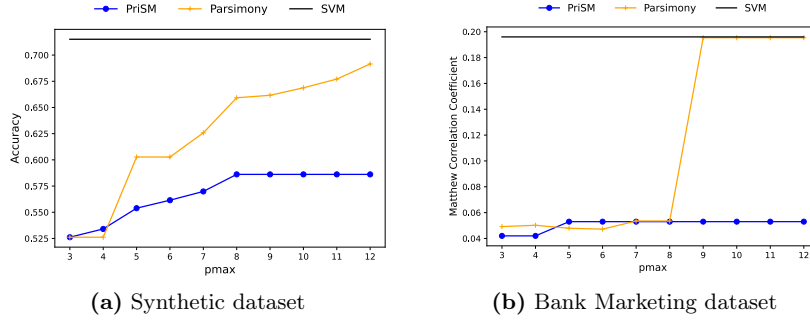 PriSM Parsimony SVM
0.700
0.675
0.650
0.625
0.600
0.575
0.550
0.525
Accuracy
3 4 5 6 7 8 9 10 11 12
pmax
(a) Synthetic dataset
PriSM Parsimony SVM
0.20
0.18
0.16
0.14
0.12
0.10
0.08
0.06
0.04
Matthew Correlation Coefficient
3 4 5 6 7 8 9 10 11 12
pmax
(b) Bank Marketing dataset